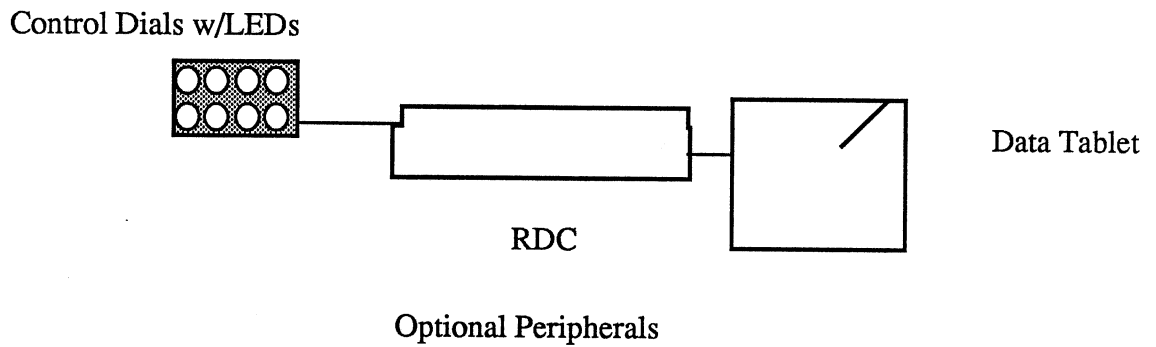 Control Dials w/LEDs
Data Tablet
RDC
Optional Peripherals